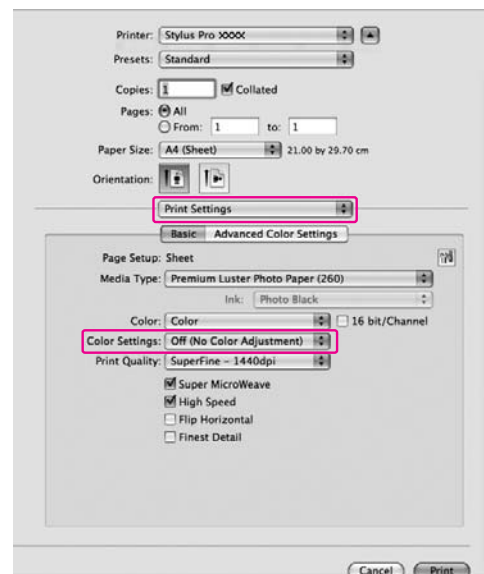 Printer: Stylus Pro XXXX
Presets: Standard
Copies: 1 Collated
Pages: All
From: 1 to: 1
Paper Size: A4 (Sheet) 21.00 by 29.70 cm
Orientation:
Print Settings
Basic Advanced Color Settings
Page Setup: Sheet
Media Type: Premium Luster Photo Paper (260)
Ink: Photo Black
Color: Color 16 bit/Channel
Color Settings: Off (No Color Adjustment)
Print Quality: SuperFine - 1440dpi
Super MicroWeave
High Speed
Flip Horizontal
Finest Detail
Cancel Print